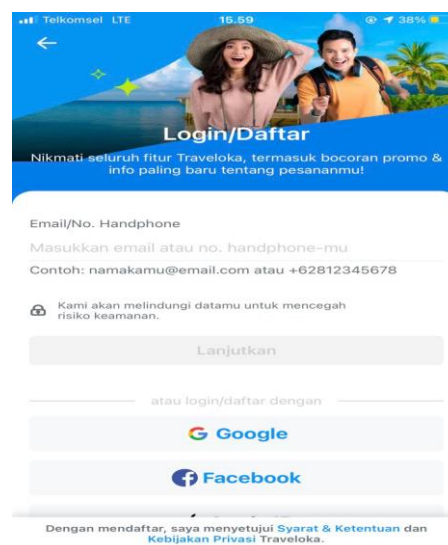 Telkomsel LTE 15.59 38%
Login/Daftar
Nikmati seluruh fitur Traveloka, termasuk bocoran promo &
info paling baru tentang pesananmu!
Email/No. Handphone
Masukkan email atau no. handphone-mu
Contoh: namakamu@email.com atau +62812345678
Kami akan melindungi datamu untuk mencegah
risiko keamanan.
Lanjutkan
atau login/daftar dengan
Google
Facebook
Dengan mendaftar, saya menyetujui Syarat & Ketentuan dan
Kebijakan Privasi Traveloka.